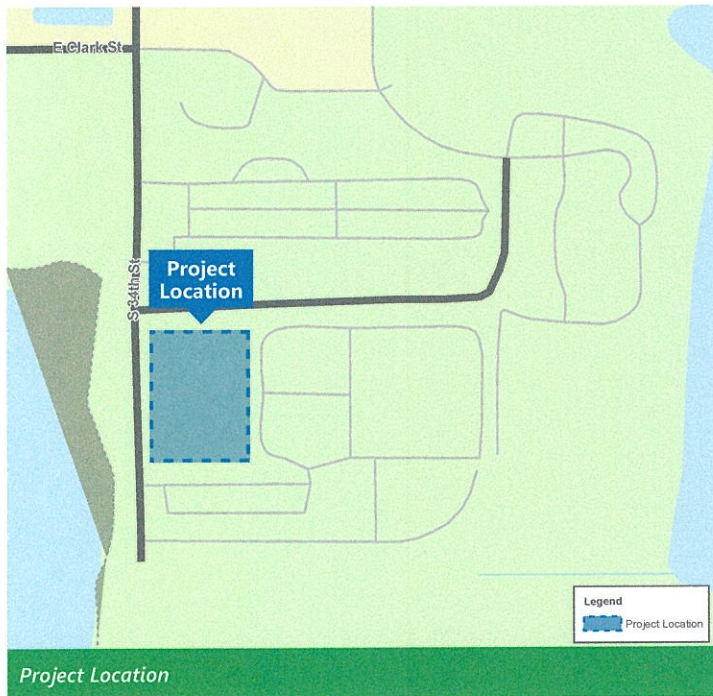 E Clark St
S 34th St
Project
Location
Legend
Project Location
Project Location